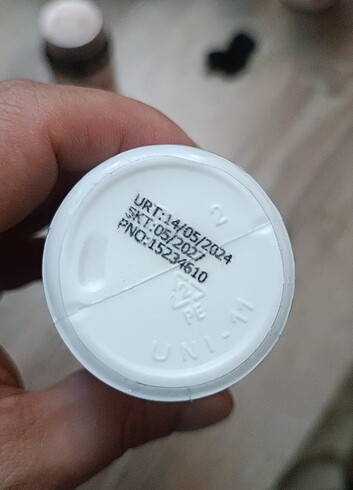 URT:14/05/2024
SKT:05/2027
PNO:15234610
2
PE
UNI-11